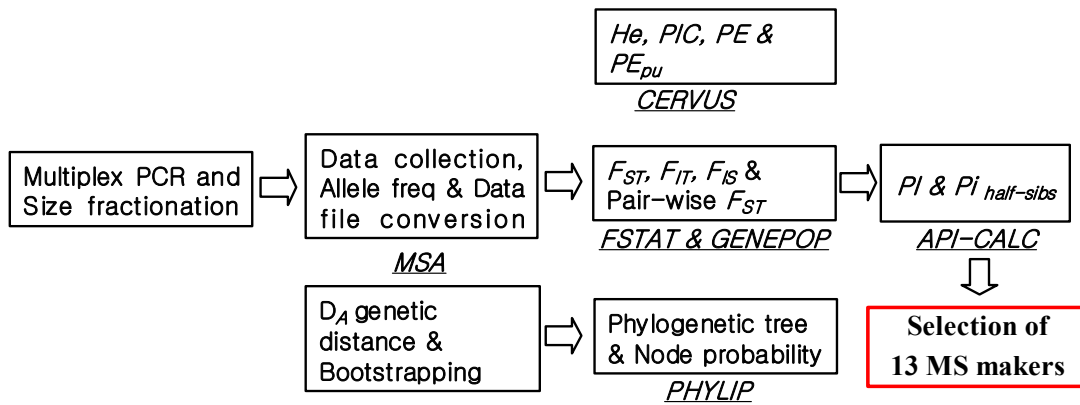 He, PIC, PE &
PEpu
CERVUS
Multiplex PCR and
Size fractionation
Data collection,
Allele freq & Data
file conversion
MSA
FST, FIT, FIS &
Pair-wise FST
FSTAT & GENEPOP
PI & Pi half-sibs
API-CALC
DA genetic
distance &
Bootstrapping
Phylogenetic tree
& Node probability
PHYLIP
Selection of
13 MS makers